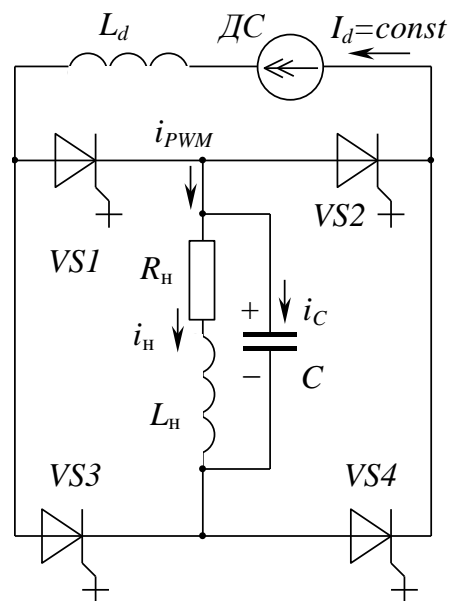 L_d ДС I_d=const
i_PWM
VS1 VS2
R_н
+ i_C
i_н
− C
L_н
VS3 VS4